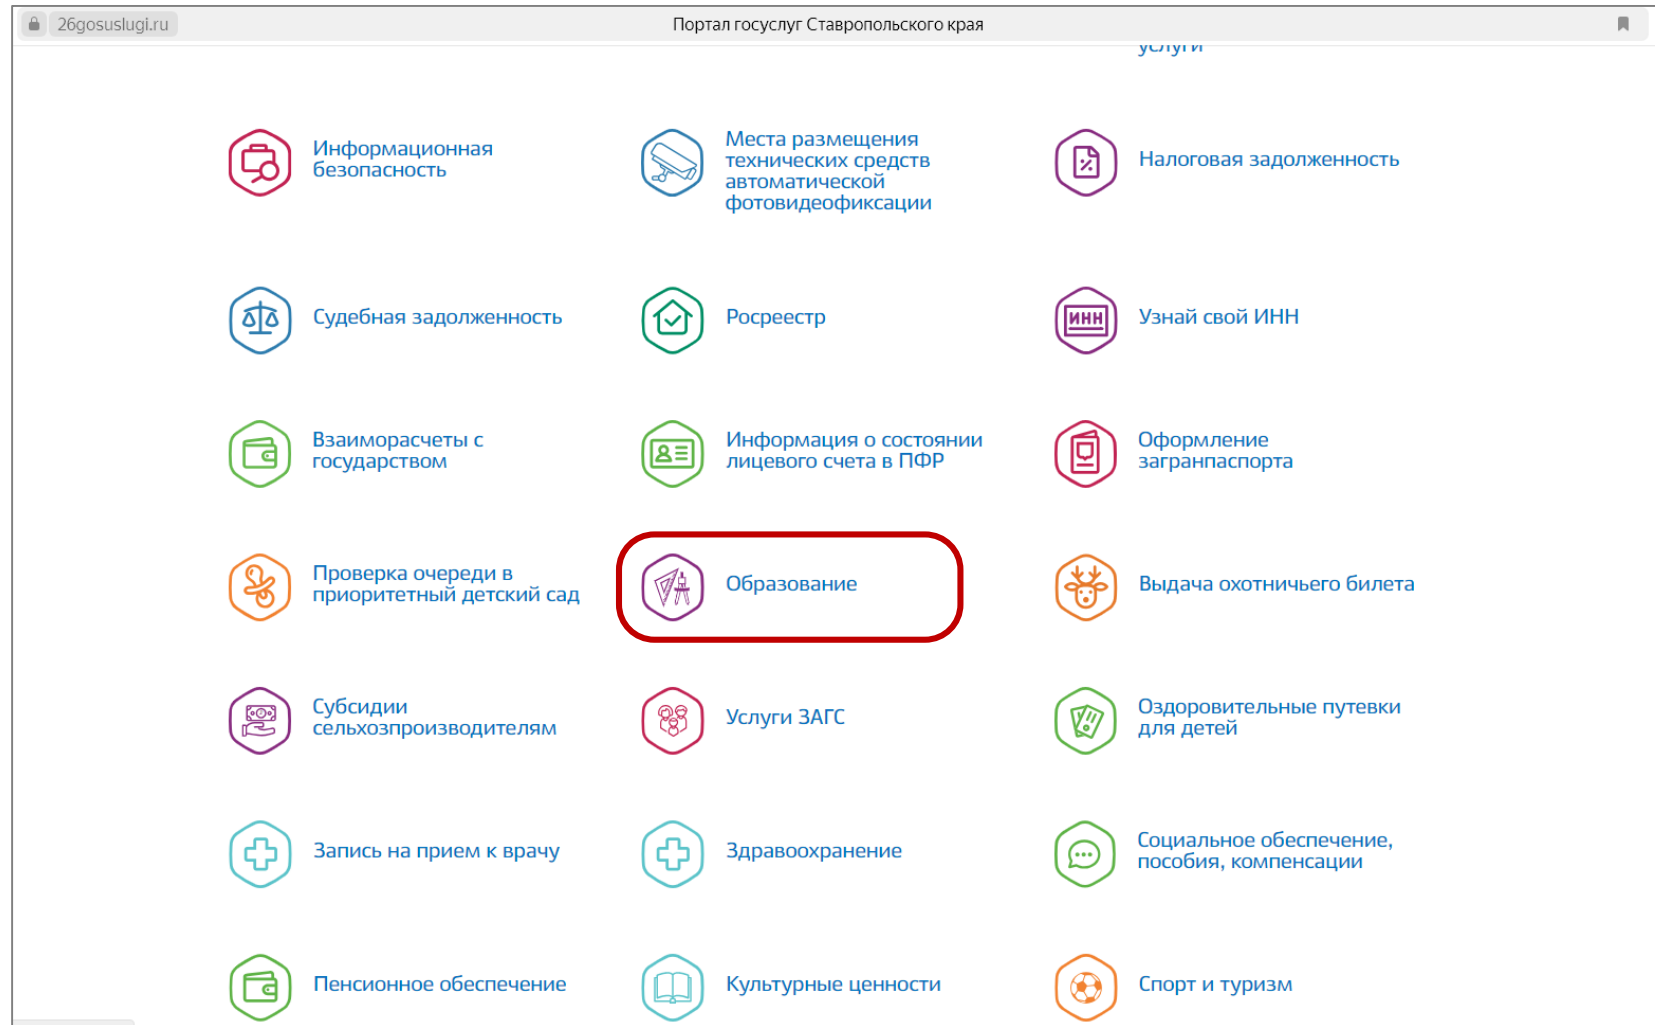 26gosuslugi.ru
Портал госуслуг Ставропольского края
услуги
Информационная
безопасность
Места размещения
технических средств
автоматической
фотовидеофиксации
Налоговая задолженность
Судебная задолженность
Росреестр
ИНН
Узнай свой ИНН
Взаиморасчеты с
государством
Информация о состоянии
лицевого счета в ПФР
Оформление
загранпаспорта
Проверка очереди в
приоритетный детский сад
Образование
Выдача охотничьего билета
Субсидии
сельхозпроизводителям
Услуги ЗАГС
Оздоровительные путевки
для детей
Запись на прием к врачу
Здравоохранение
Социальное обеспечение,
пособия, компенсации
Пенсионное обеспечение
Культурные ценности
Спорт и туризм